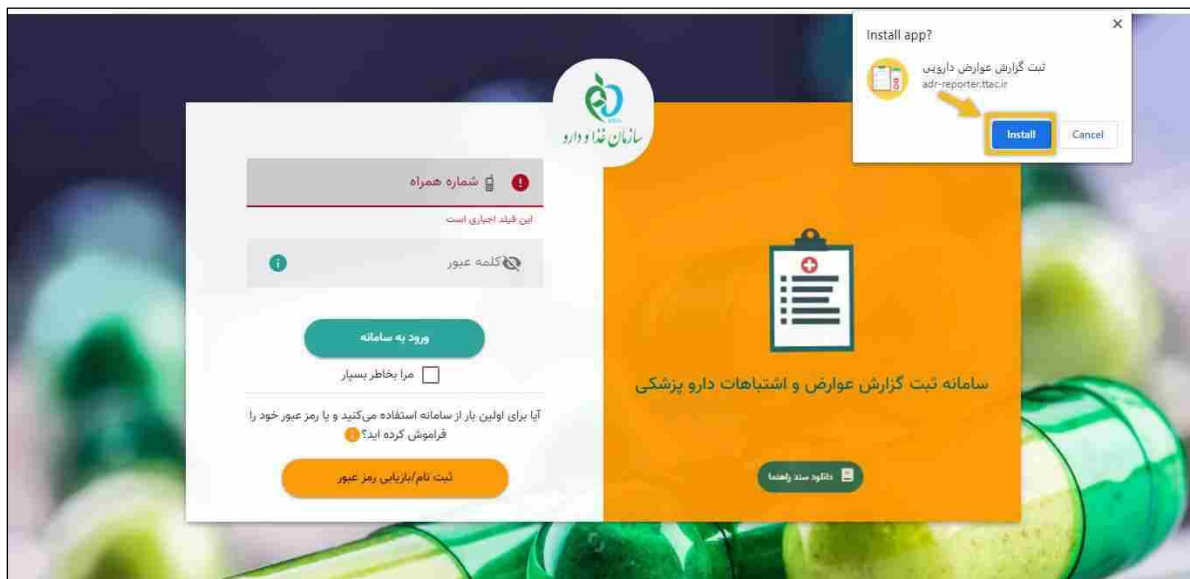 Install app?
ثبت گزارش عوارض دارویی
adr-reporter.ttac.ir
Install
Cancel
سازمان غذا و دارو
شماره همراه
این فیلد اجباری است
کلمه عبور
ورود به سامانه
مرا بخاطر بسپار
آیا برای اولین بار از سامانه استفاده می‌کنید و یا رمز عبور خود را
فراموش کرده اید؟
ثبت نام/بازیابی رمز عبور
سامانه ثبت گزارش عوارض و اشتباهات دارو پزشکی
دانلود سند راهنما